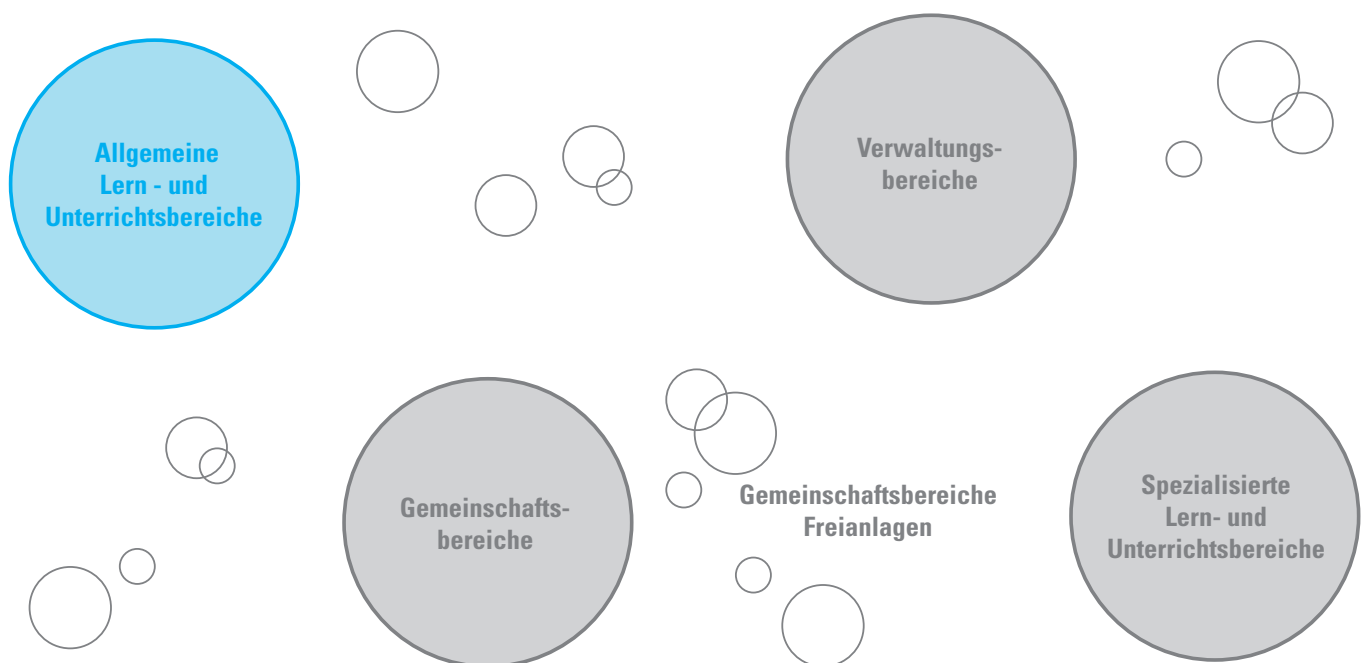 Allgemeine
Lern - und
Unterrichtsbereiche
Verwaltungs-
bereiche
Gemeinschafts-
bereiche
Gemeinschaftsbereiche
Freianlagen
Spezialisierte
Lern- und
Unterrichtsbereiche